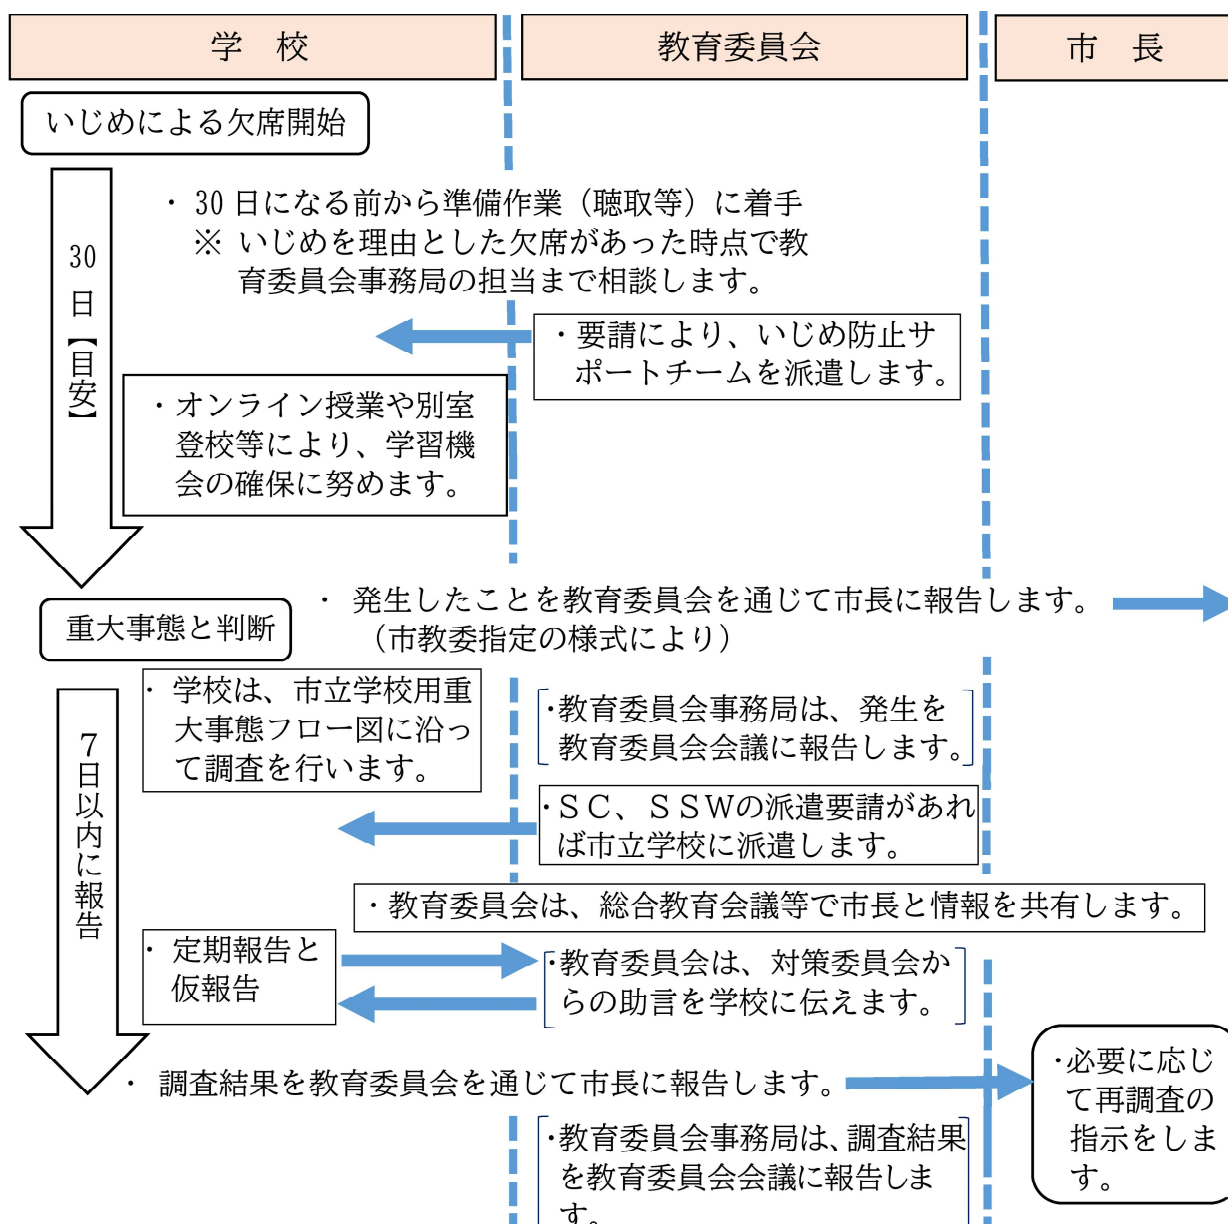 学　校
教育委員会
市　長
いじめによる欠席開始
30日【目安】
・30日になる前から準備作業（聴取等）に着手
※ いじめを理由とした欠席があった時点で教
育委員会事務局の担当まで相談します。
・要請により、いじめ防止サ
ポートチームを派遣します。
・オンライン授業や別室
登校等により、学習機
会の確保に努めます。
重大事態と判断
・ 発生したことを教育委員会を通じて市長に報告します。
（市教委指定の様式により）
7日以内に報告
・学校は、市立学校用重
大事態フロー図に沿っ
て調査を行います。
・教育委員会事務局は、発生を
教育委員会会議に報告します。
・ＳＣ、ＳＳＷの派遣要請があれ
ば市立学校に派遣します。
・教育委員会は、総合教育会議等で市長と情報を共有します。
・定期報告と
仮報告
・教育委員会は、対策委員会か
らの助言を学校に伝えます。
・ 調査結果を教育委員会を通じて市長に報告します。
・必要に応じ
て再調査の
指示をしま
す。
・教育委員会事務局は、調査結果
を教育委員会会議に報告しま
す。